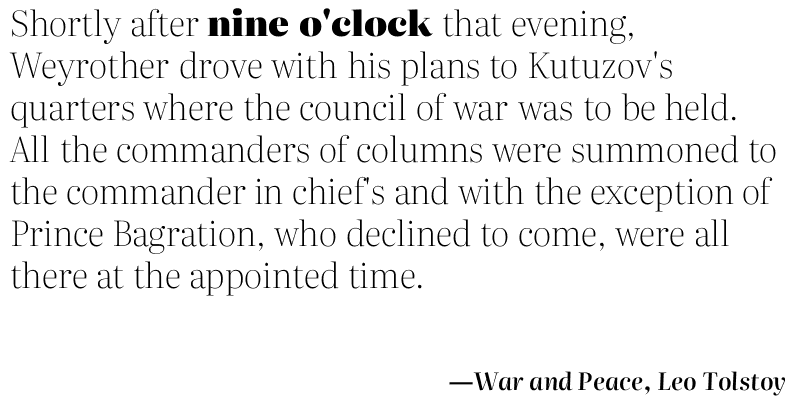 Shortly after nine o'clock that evening,
Weyrother drove with his plans to Kutuzov's
quarters where the council of war was to be held.
All the commanders of columns were summoned to
the commander in chief's and with the exception of
Prince Bagration, who declined to come, were all
there at the appointed time.
—War and Peace, Leo Tolstoy